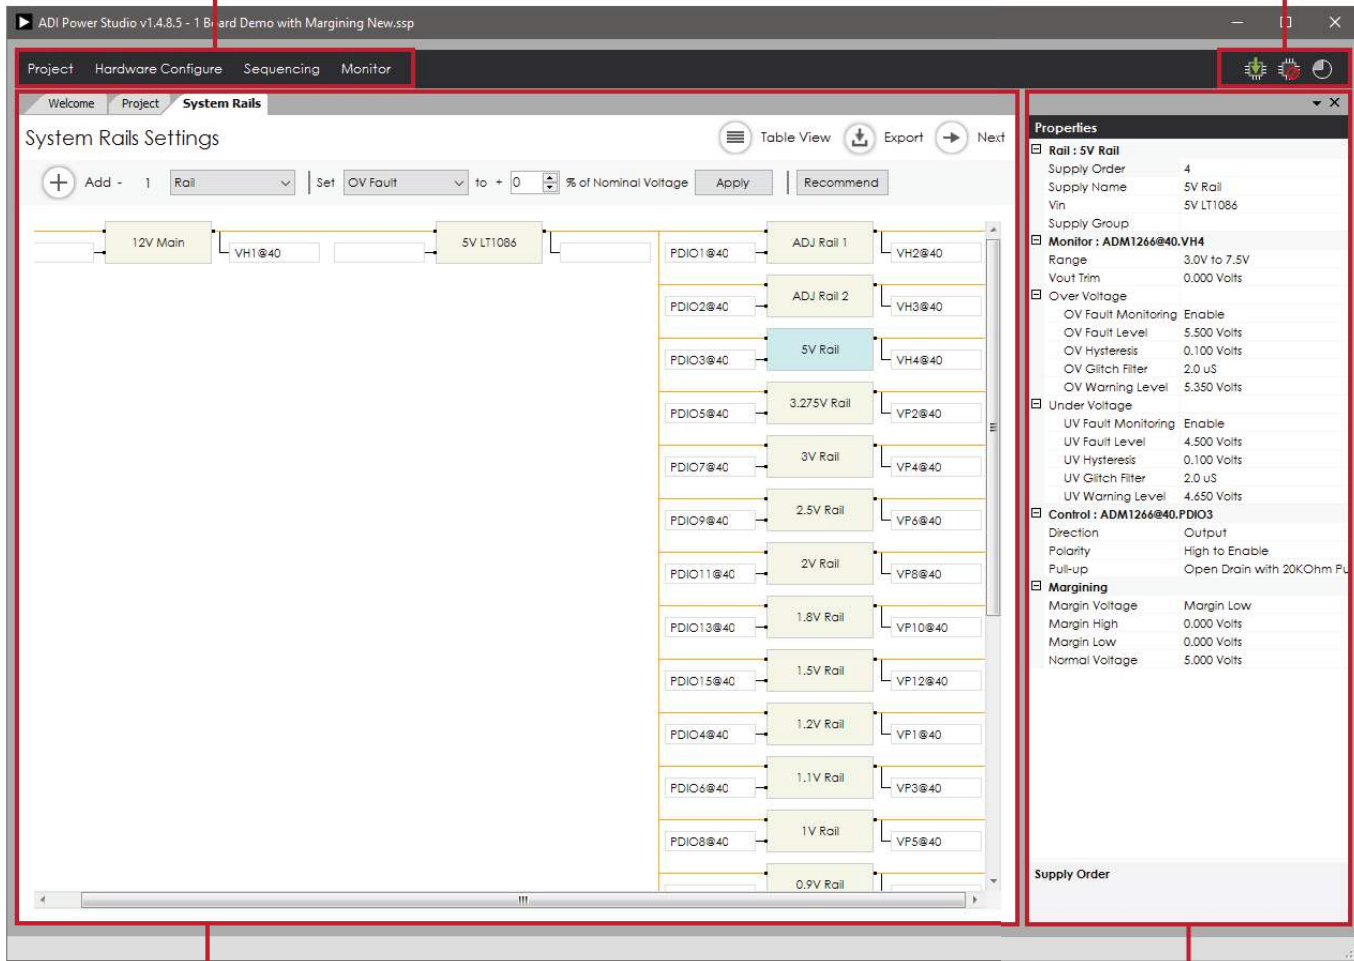 ADI Power Studio v1.4.8.5 - 1 Board Demo with Margining New.ssp
Project Hardware Configure Sequencing Monitor
Welcome Project System Rails
System Rails Settings
Table View Export Next
Add - 1 Rail Set OV Fault to + 0 % of Nominal Voltage Apply Recommend
12V Main VH1@40 5V LT1086
PDIO1@40 ADJ Rail 1 VH2@40
PDIO2@40 ADJ Rail 2 VH3@40
PDIO3@40 5V Rail VH4@40
PDIO5@40 3.275V Rail VP2@40
PDIO7@40 3V Rail VP4@40
PDIO9@40 2.5V Rail VP6@40
PDIO11@40 2V Rail VP8@40
PDIO13@40 1.8V Rail VP10@40
PDIO15@40 1.5V Rail VP12@40
PDIO4@40 1.2V Rail VP1@40
PDIO6@40 1.1V Rail VP3@40
PDIO8@40 1V Rail VP5@40
0.9V Rail
Properties
Rail : 5V Rail
Supply Order 4
Supply Name 5V Rail
Vin 5V LT1086
Supply Group
Monitor : ADM1266@40.VH4
Range 3.0V to 7.5V
Vout Trim 0.000 Volts
Over Voltage
OV Fault Monitoring Enable
OV Fault Level 5.500 Volts
OV Hysteresis 0.100 Volts
OV Glitch Filter 2.0 uS
OV Warning Level 5.350 Volts
Under Voltage
UV Fault Monitoring Enable
UV Fault Level 4.500 Volts
UV Hysteresis 0.100 Volts
UV Glitch Filter 2.0 uS
UV Warning Level 4.650 Volts
Control : ADM1266@40.PDIO3
Direction Output
Polarity High to Enable
Pull-up Open Drain with 20KOhm Pu
Margining
Margin Voltage Margin Low
Margin High 0.000 Volts
Margin Low 0.000 Volts
Normal Voltage 5.000 Volts
Supply Order